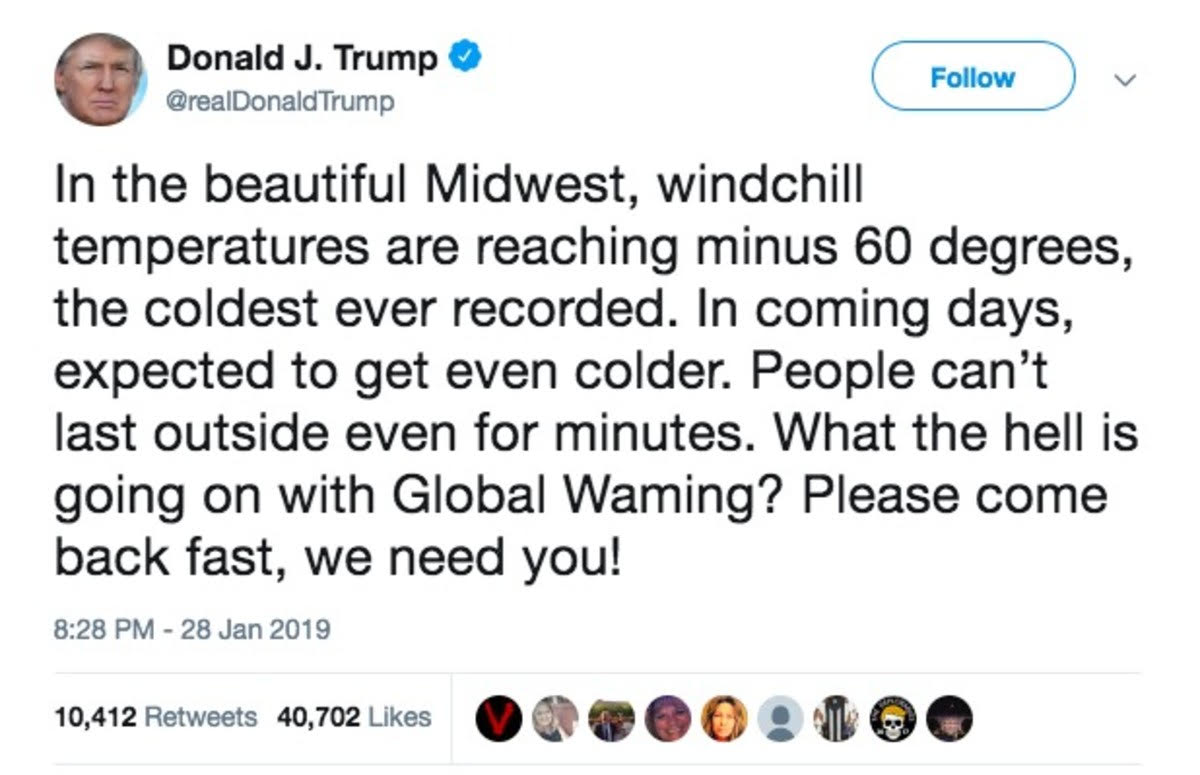 Donald J. Trump
@realDonaldTrump
Follow
In the beautiful Midwest, windchill
temperatures are reaching minus 60 degrees,
the coldest ever recorded. In coming days,
expected to get even colder. People can’t
last outside even for minutes. What the hell is
going on with Global Waming? Please come
back fast, we need you!
8:28 PM - 28 Jan 2019
10,412 Retweets 40,702 Likes